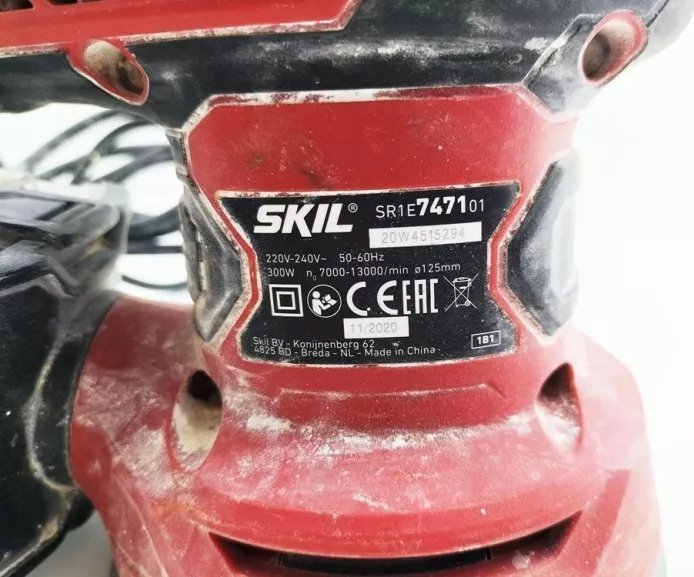 SKIL® SR1E747101
20W4515294
220V-240V~ 50-60Hz
300W n₀ 7000-13000/min ø125mm
CE EAC
11/2020
Skil BV - Konijnenberg 62
4825 BD - Breda - NL - Made in China
1B1